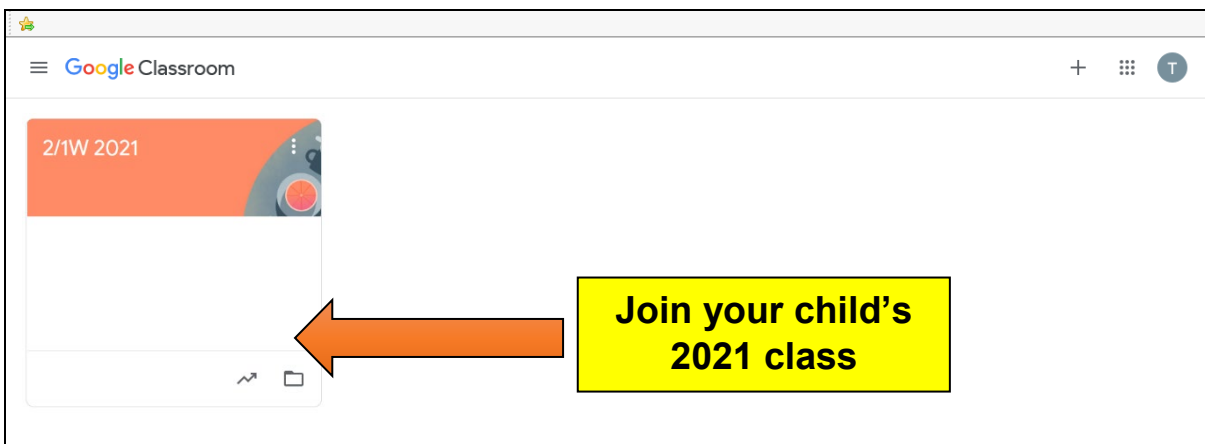 Google Classroom
T
2/1W 2021
Join your child’s
2021 class